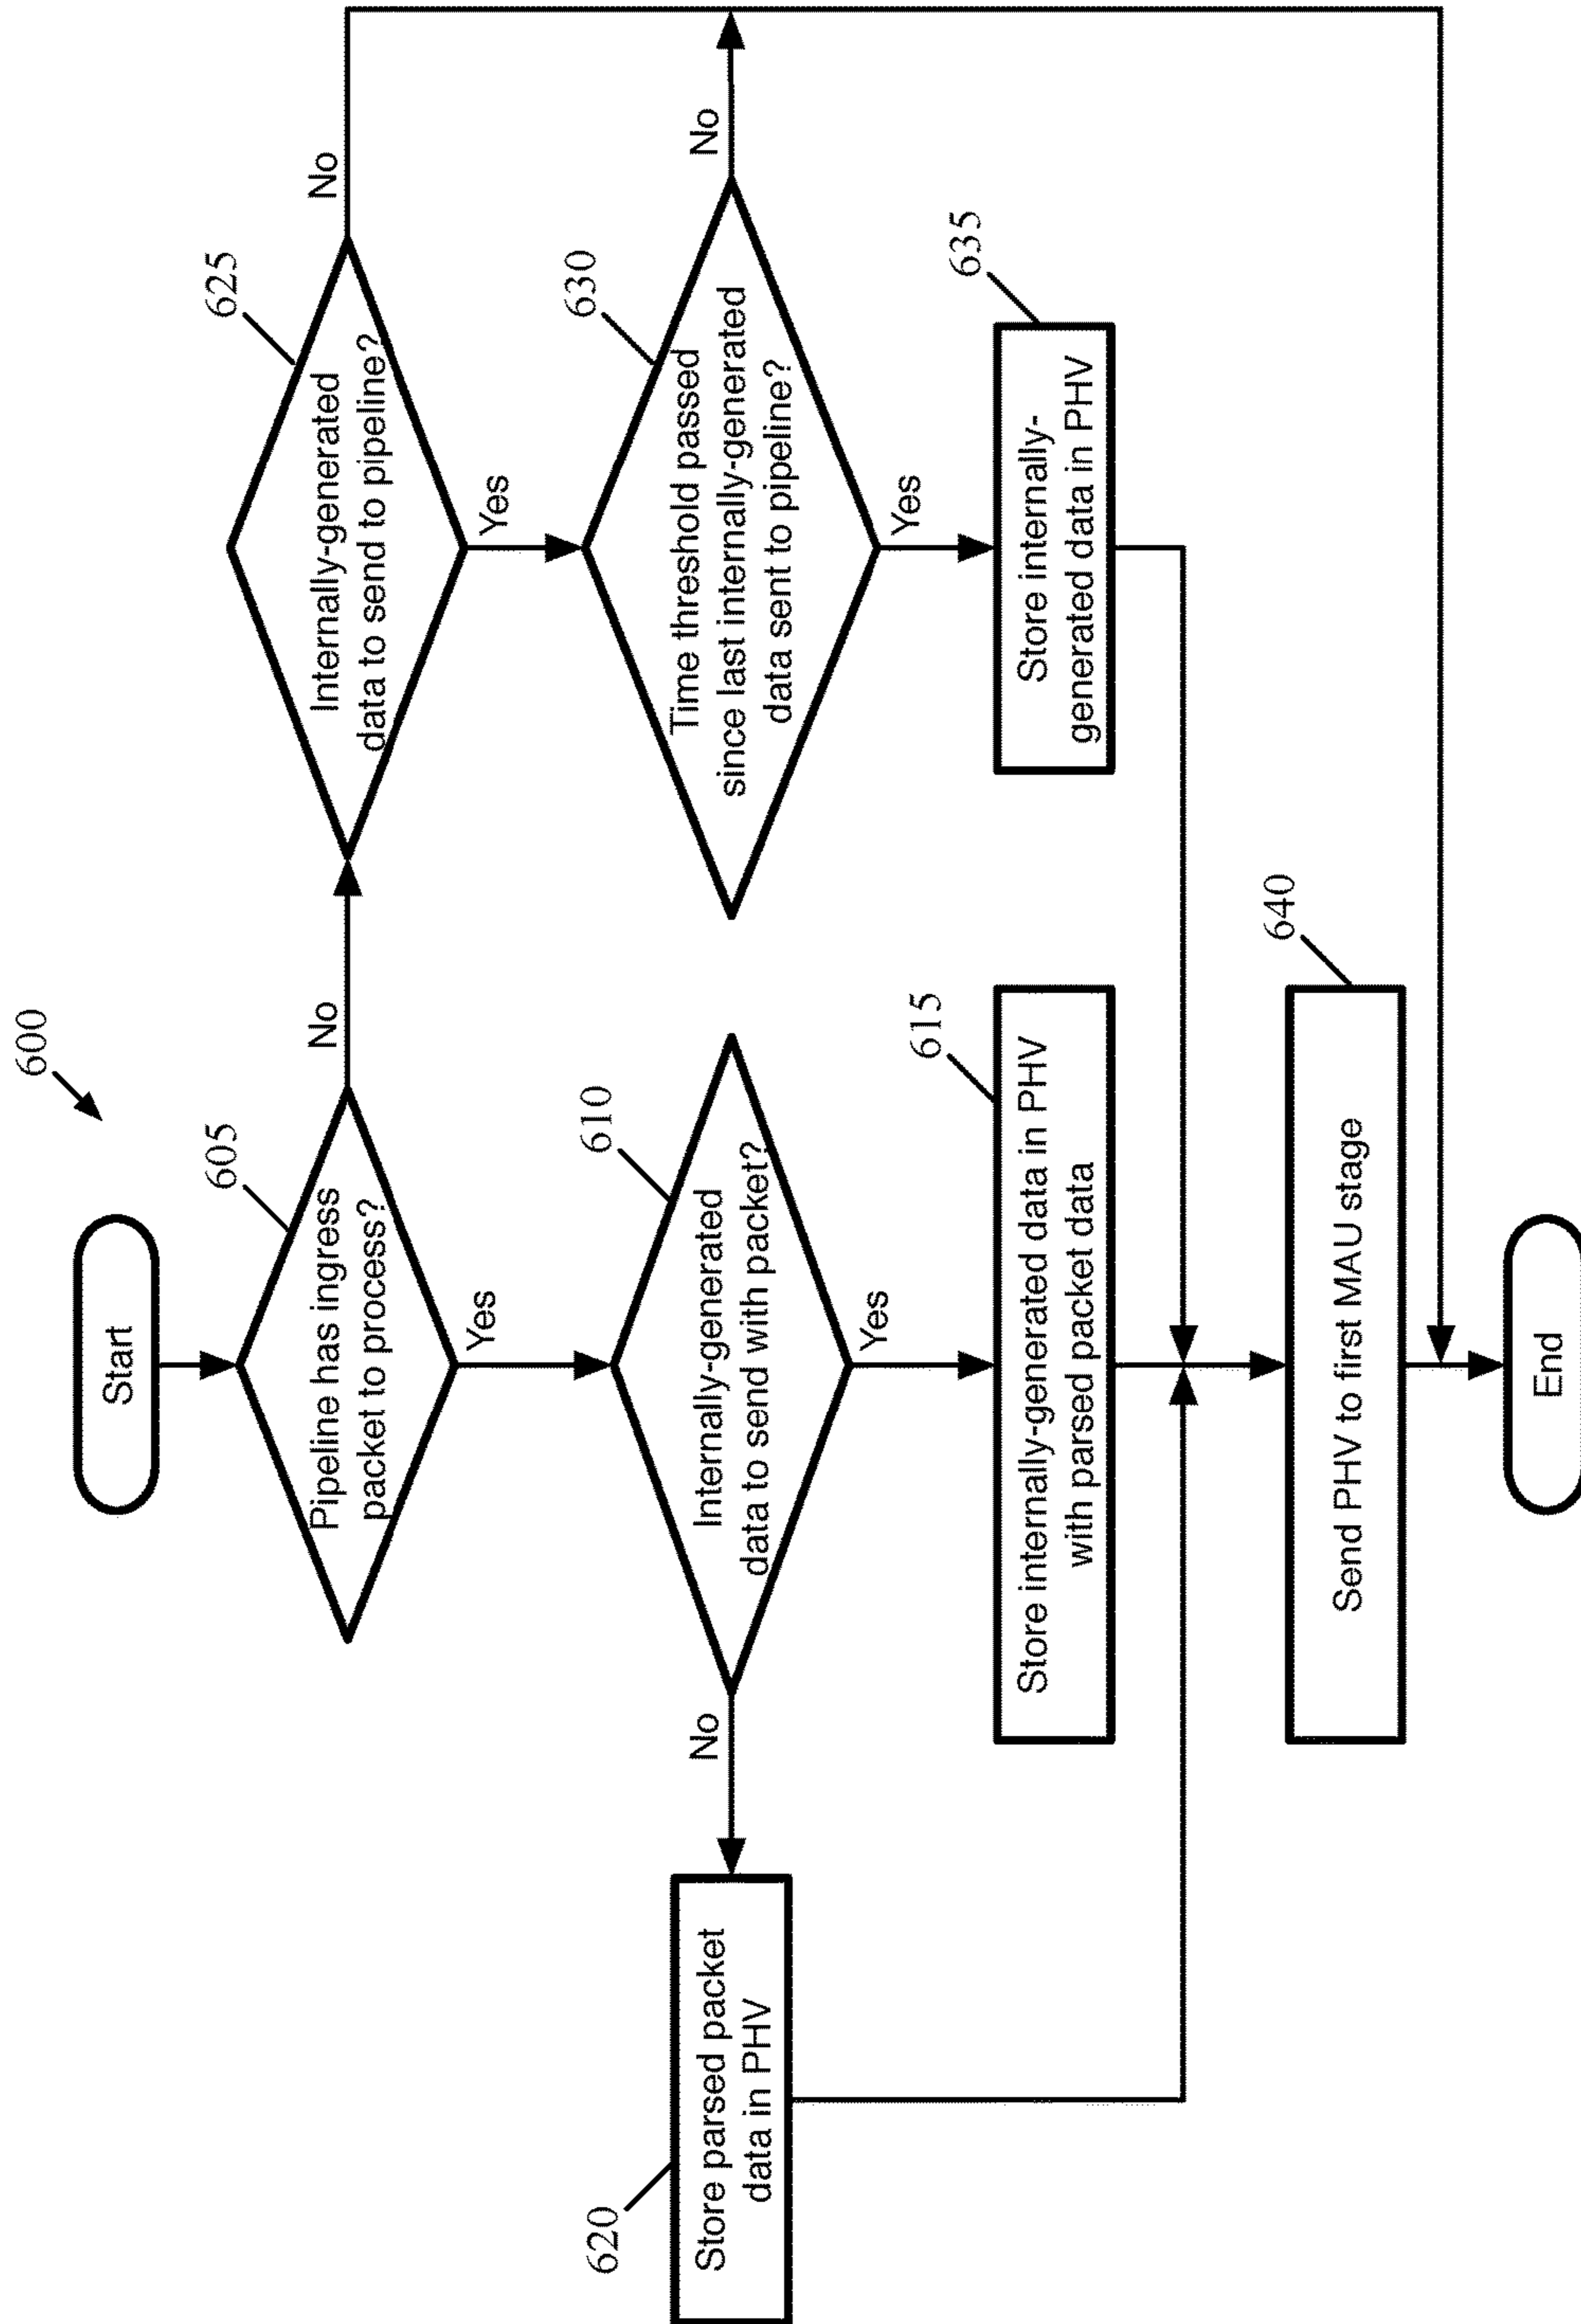 600
Start
605
Pipeline has ingress
packet to process?
No
Yes
625
Internally-generated
data to send to pipeline?
No
Yes
610
Internally-generated
data to send with packet?
No
Yes
630
Time threshold passed
since last internally-generated
data sent to pipeline?
No
Yes
620
Store parsed packet
data in PHV
615
Store internally-generated data in PHV
with parsed packet data
635
Store internally-
generated data in PHV
640
Send PHV to first MAU stage
End